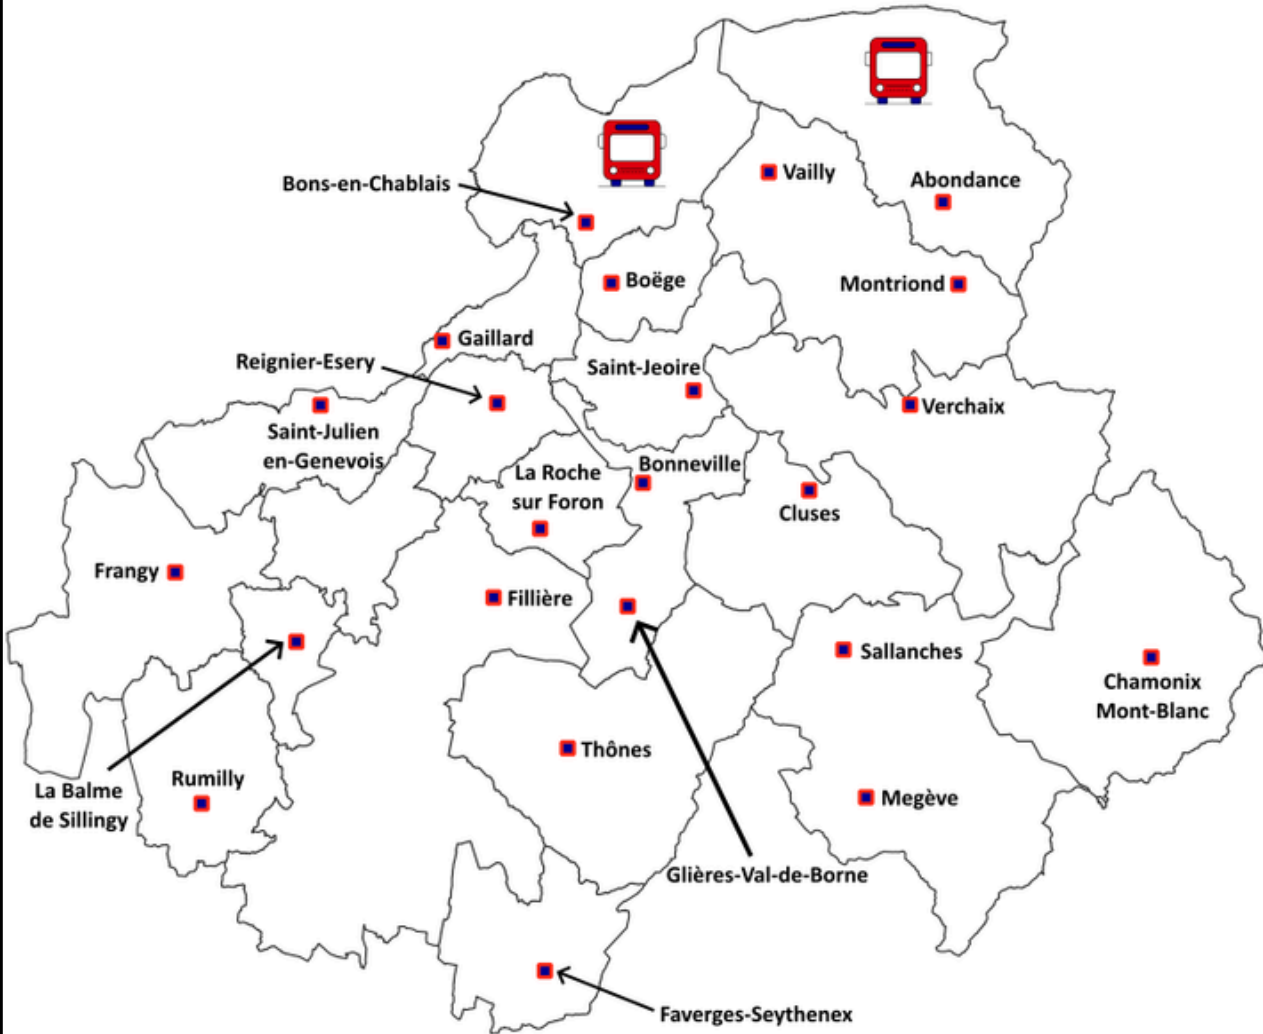 Vailly
Abondance
Bons-en-Chablais
Boëge
Montriond
Gaillard
Reignier-Esery
Saint-Jeoire
Verchaix
Saint-Julien
en-Genevois
La Roche
sur Foron
Bonneville
Cluses
Frangy
Fillière
Sallanches
Chamonix
Mont-Blanc
Thônes
Rumilly
La Balme
de Sillingy
Megève
Glières-Val-de-Borne
Faverges-Seythenex